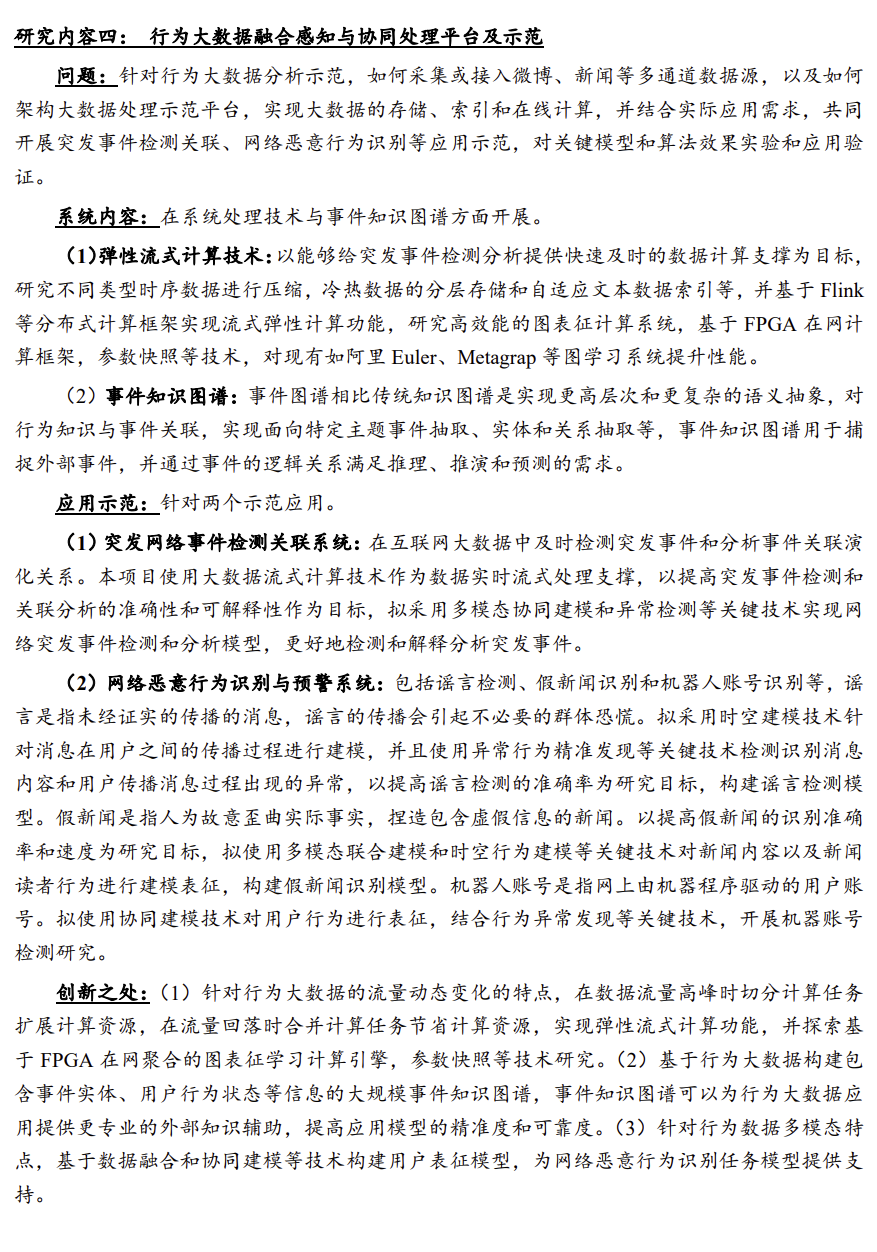 研究内容四： 行为大数据融合感知与协同处理平台及示范
问题：针对行为大数据分析示范，如何采集或接入微博、新闻等多通道数据源，以及如何
架构大数据处理示范平台，实现大数据的存储、索引和在线计算，并结合实际应用需求，共同
开展突发事件检测关联、网络恶意行为识别等应用示范，对关键模型和算法效果实验和应用验
证。
系统内容：在系统处理技术与事件知识图谱方面开展。
（1）弹性流式计算技术：以能够给突发事件检测分析提供快速及时的数据计算支撑为目标，
研究不同类型时序数据进行压缩，冷热数据的分层存储和自适应文本数据索引等，并基于 Flink
等分布式计算框架实现流式弹性计算功能，研究高效能的图表征计算系统，基于 FPGA 在网计
算框架，参数快照等技术，对现有如阿里 Euler、Metagrap 等图学习系统提升性能。
（2）事件知识图谱：事件图谱相比传统知识图谱是实现更高层次和更复杂的语义抽象，对
行为知识与事件关联，实现面向特定主题事件抽取、实体和关系抽取等，事件知识图谱用于捕
捉外部事件，并通过事件的逻辑关系满足推理、推演和预测的需求。
应用示范：针对两个示范应用。
（1）突发网络事件检测关联系统：在互联网大数据中及时检测突发事件和分析事件关联演
化关系。本项目使用大数据流式计算技术作为数据实时流式处理支撑，以提高突发事件检测和
关联分析的准确性和可解释性作为目标，拟采用多模态协同建模和异常检测等关键技术实现网
络突发事件检测和分析模型，更好地检测和解释分析突发事件。
（2）网络恶意行为识别与预警系统：包括谣言检测、假新闻识别和机器人账号识别等，谣
言是指未经证实的传播的消息，谣言的传播会引起不必要的群体恐慌。拟采用时空建模技术针
对消息在用户之间的传播过程进行建模，并且使用异常行为精准发现等关键技术检测识别消息
内容和用户传播消息过程出现的异常，以提高谣言检测的准确率为研究目标，构建谣言检测模
型。假新闻是指人为故意歪曲实际事实，捏造包含虚假信息的新闻。以提高假新闻的识别准确
率和速度为研究目标，拟使用多模态联合建模和时空行为建模等关键技术对新闻内容以及新闻
读者行为进行建模表征，构建假新闻识别模型。机器人账号是指网上由机器程序驱动的用户账
号。拟使用协同建模技术对用户行为进行表征，结合行为异常发现等关键技术，开展机器账号
检测研究。
创新之处：（1）针对行为大数据的流量动态变化的特点，在数据流量高峰时切分计算任务
扩展计算资源，在流量回落时合并计算任务节省计算资源，实现弹性流式计算功能，并探索基
于 FPGA 在网聚合的图表征学习计算引擎，参数快照等技术研究。（2）基于行为大数据构建包
含事件实体、用户行为状态等信息的大规模事件知识图谱，事件知识图谱可以为行为大数据应
用提供更专业的外部知识辅助，提高应用模型的精准度和可靠度。（3）针对行为数据多模态特
点，基于数据融合和协同建模等技术构建用户表征模型，为网络恶意行为识别任务模型提供支
持。